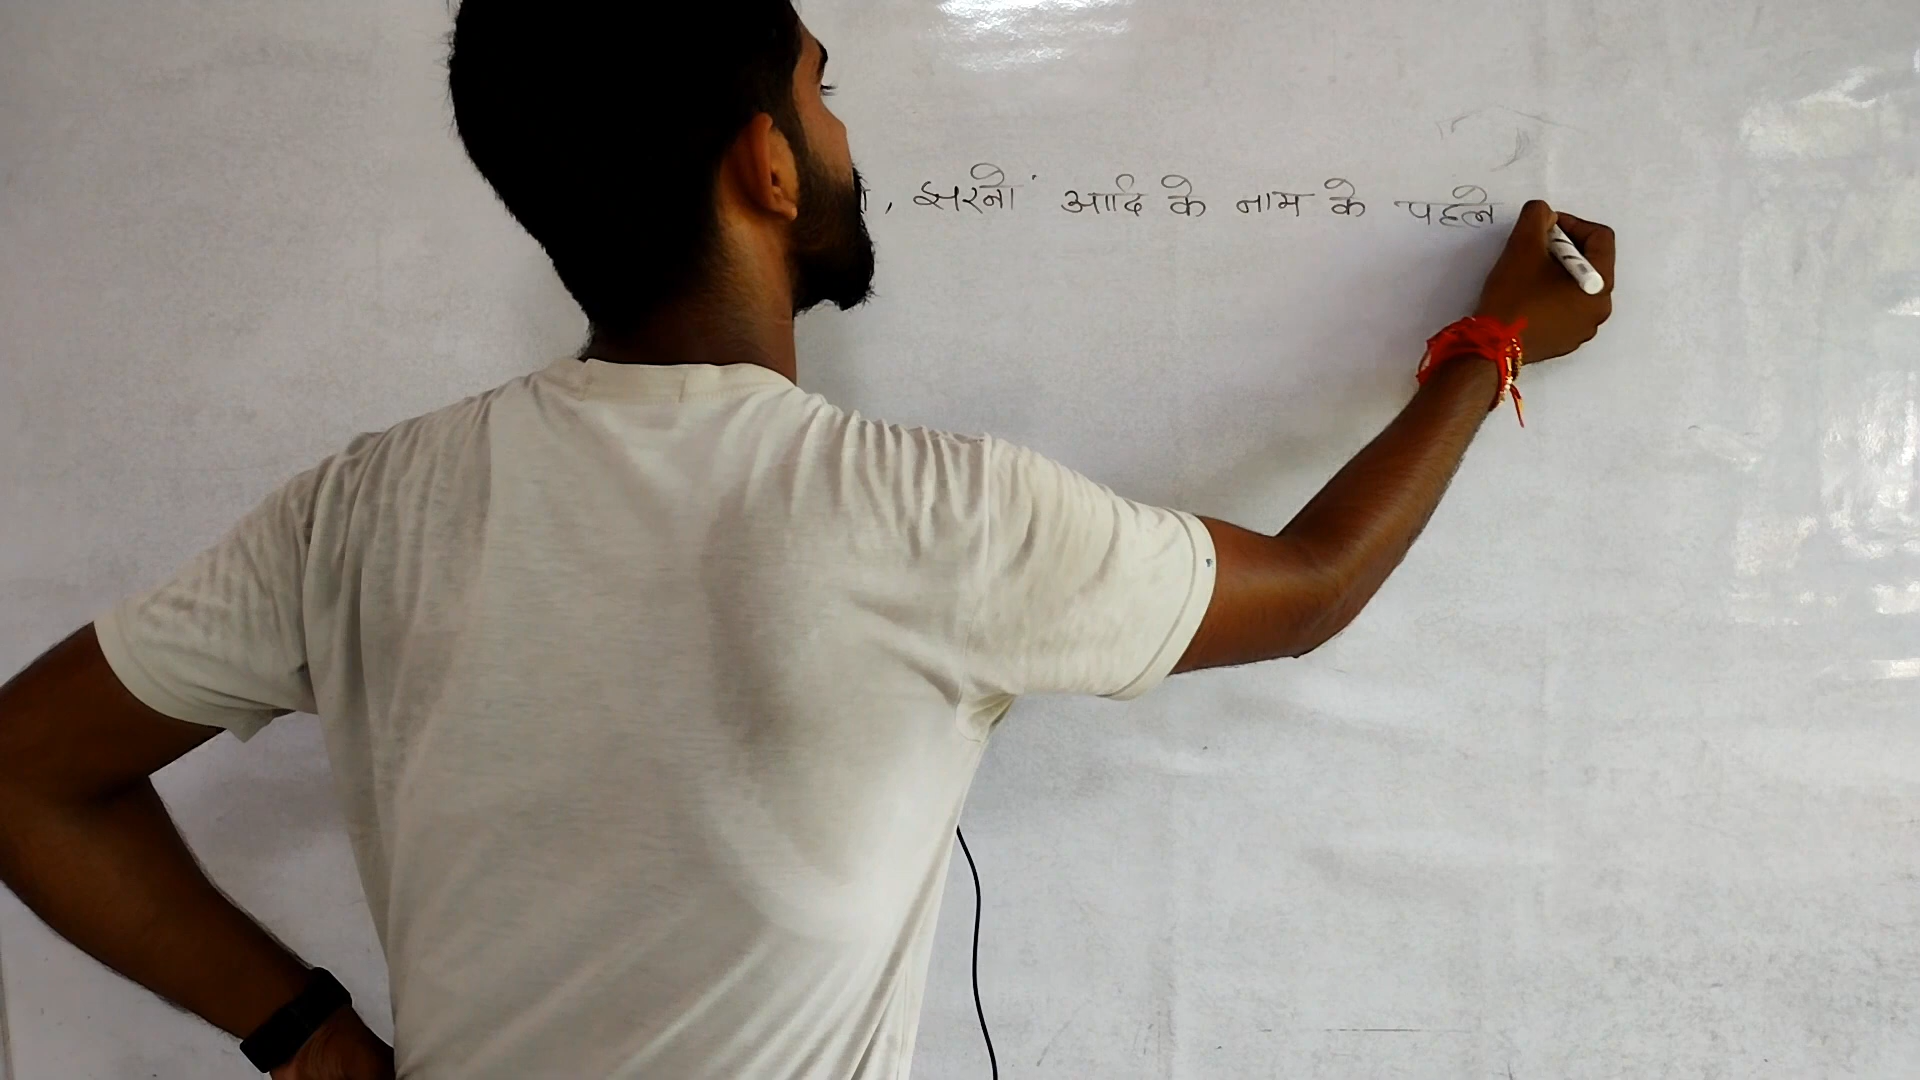 , झरनों आदि के नाम के पहले